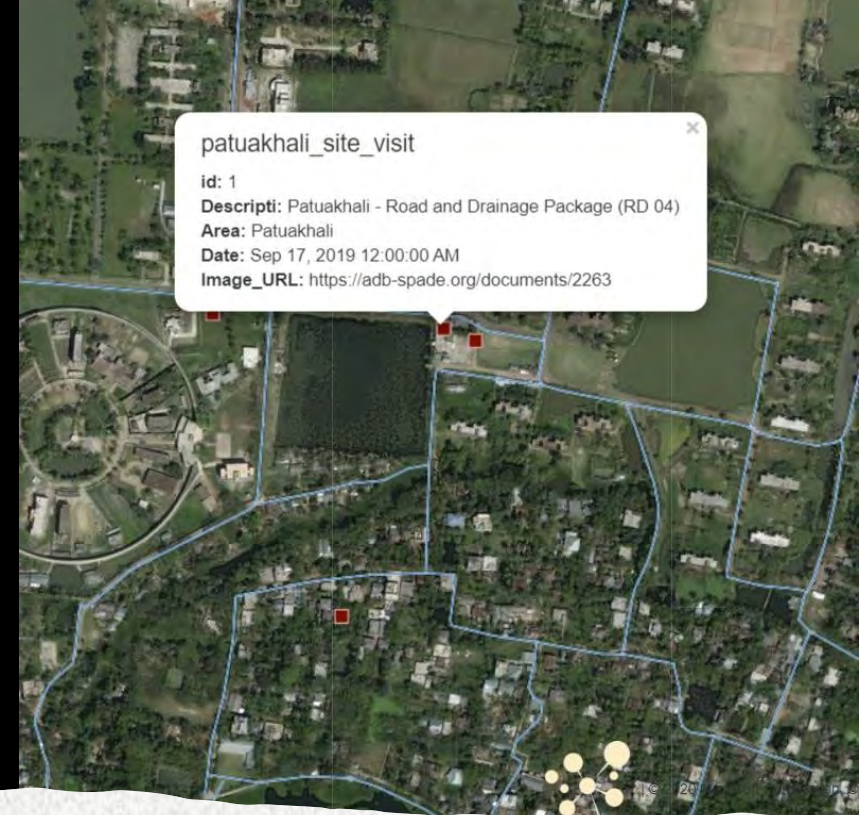 patuakhali_site_visit
×
id: 1
Descripti: Patuakhali - Road and Drainage Package (RD 04)
Area: Patuakhali
Date: Sep 17, 2019 12:00:00 AM
Image_URL: https://adb-spade.org/documents/2263